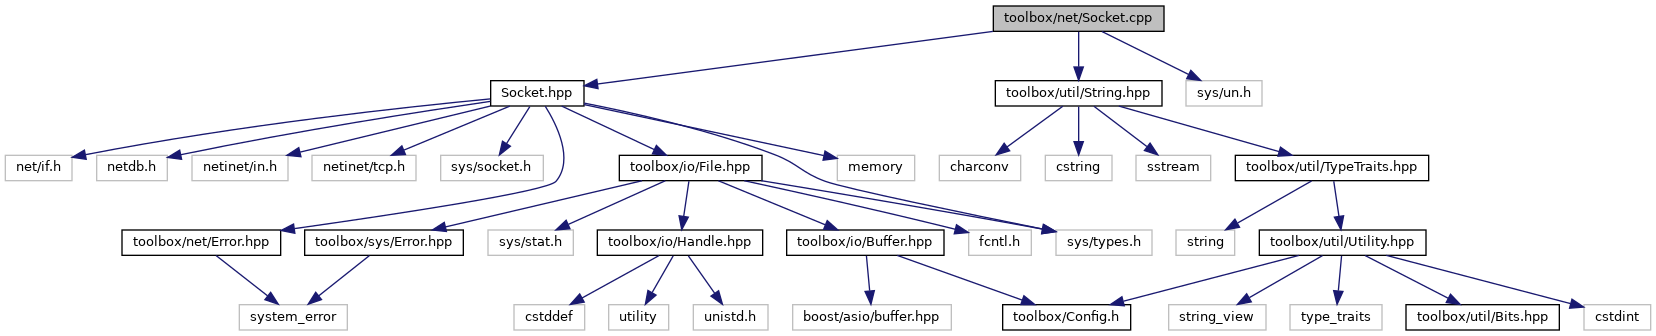 toolbox/net/Socket.cpp
Socket.hpp
toolbox/util/String.hpp
sys/un.h
net/if.h
netdb.h
netinet/in.h
netinet/tcp.h
sys/socket.h
toolbox/io/File.hpp
memory
charconv
cstring
sstream
toolbox/util/TypeTraits.hpp
toolbox/net/Error.hpp
toolbox/sys/Error.hpp
sys/stat.h
toolbox/io/Handle.hpp
toolbox/io/Buffer.hpp
fcntl.h
sys/types.h
string
toolbox/util/Utility.hpp
system_error
cstddef
utility
unistd.h
boost/asio/buffer.hpp
toolbox/Config.h
string_view
type_traits
toolbox/util/Bits.hpp
cstdint